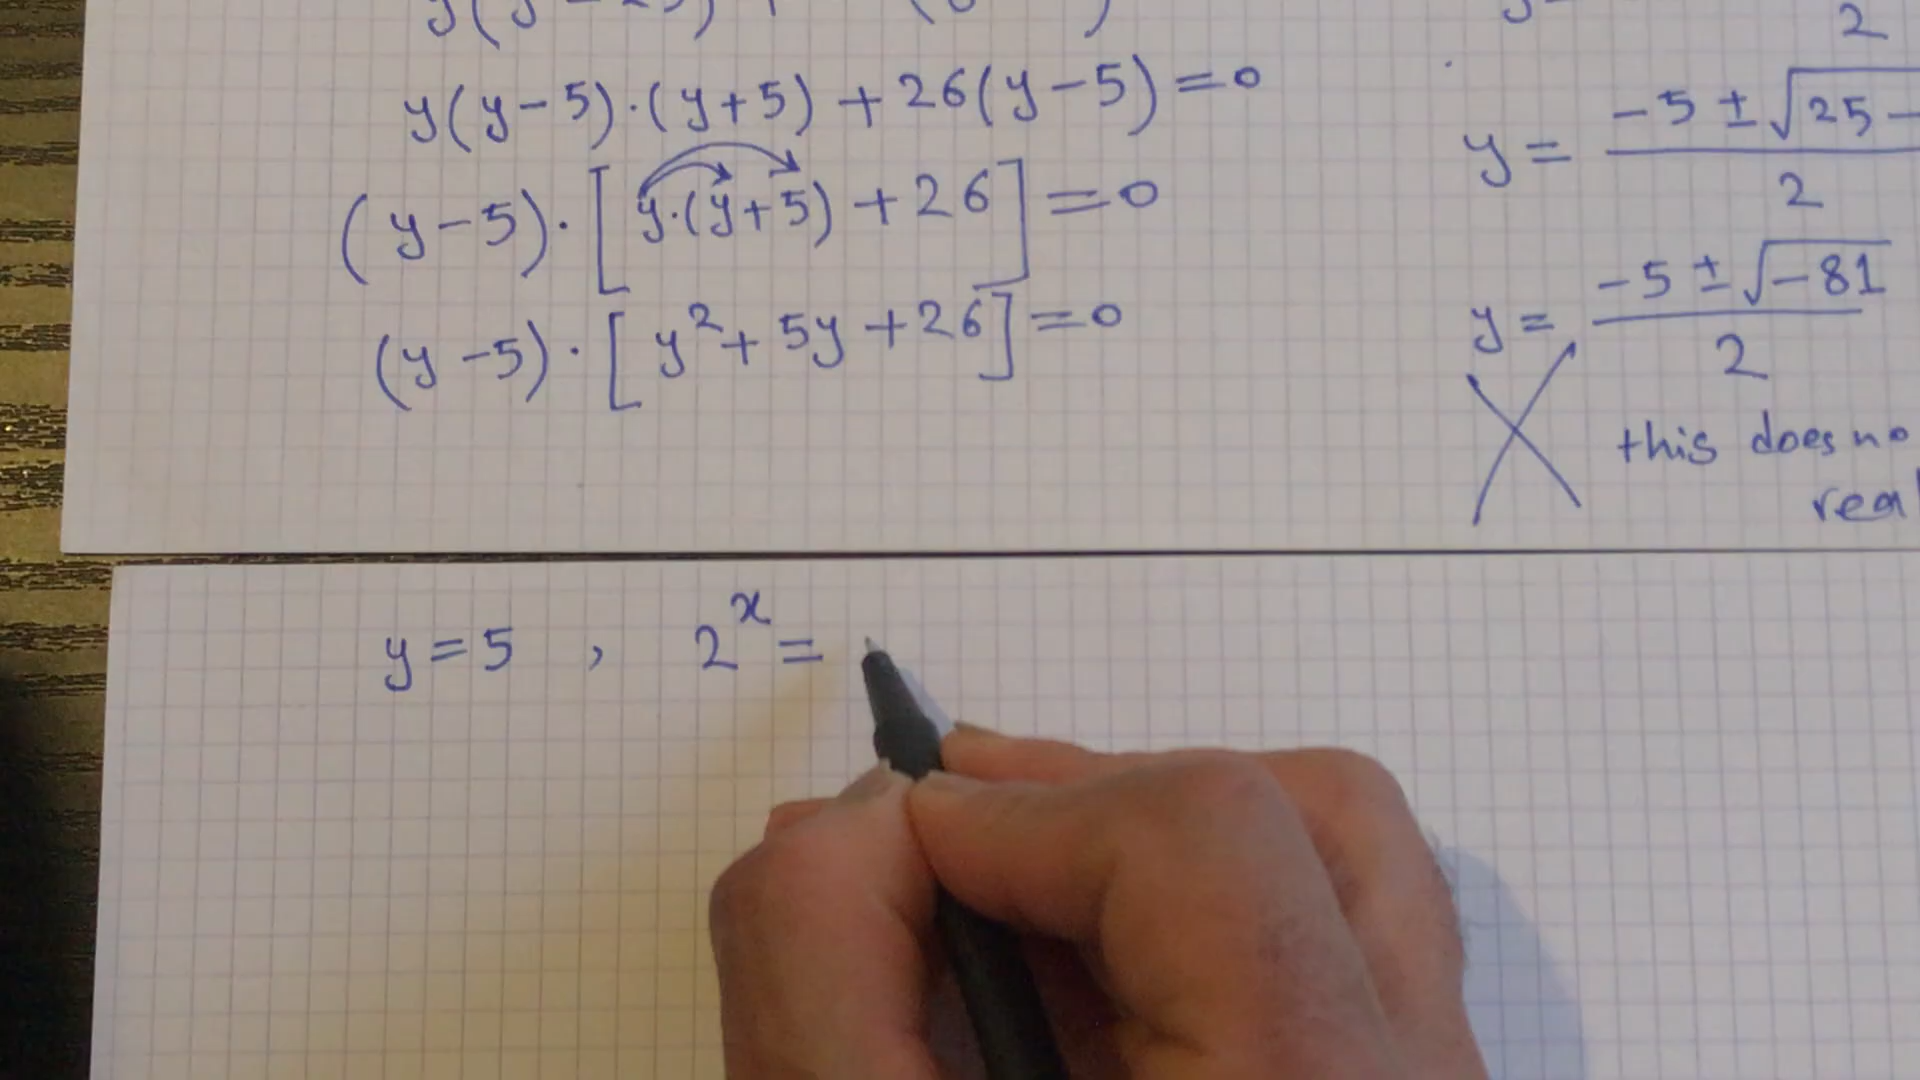 y(y-5)·(y+5)+26(y-5)=0
(y-5)·[y·(y+5)+26]=0
(y-5)·[y²+5y+26]=0
2
y= -5±√25-
2
y= -5±√-81
2
this does no
real
y=5 , 2ˣ=